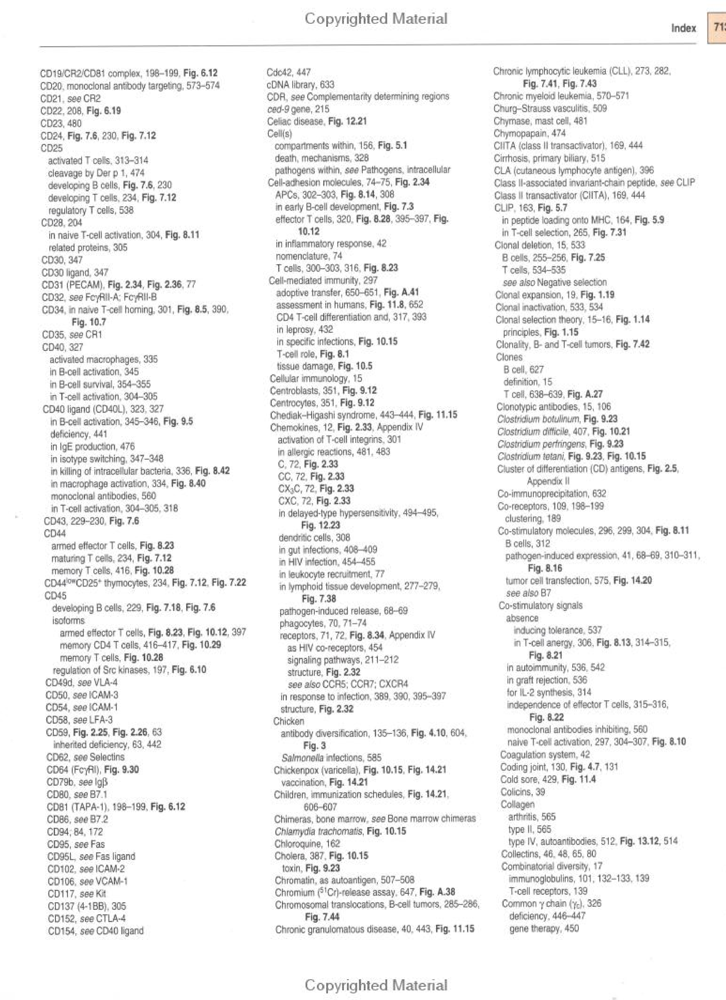 Copyrighted Material
Index
713
CD19/CR2/CD81 complex, 198–199, Fig. 6.12
CD20, monoclonal antibody targeting, 573–574
CD21, see CR2
CD22, 208, Fig. 6.19
CD23, 480
CD24, Fig. 7.6, 230, Fig. 7.12
CD25
activated T cells, 313–314
cleavage by Der p 1, 474
developing B cells, Fig. 7.6, 230
developing T cells, 234, Fig. 7.12
regulatory T cells, 538
CD28, 204
in naive T-cell activation, 304, Fig. 8.11
related proteins, 305
CD30, 347
CD30 ligand, 347
CD31 (PECAM), Fig. 2.34, Fig. 2.36, 77
CD32, see FcγRII-A; FcγRII-B
CD34, in naive T-cell homing, 301, Fig. 8.5, 390,
Fig. 10.7
CD35, see CR1
CD40, 327
activated macrophages, 335
in B-cell activation, 345
in B-cell survival, 354–355
in T-cell activation, 304–305
CD40 ligand (CD40L), 323, 327
in B-cell activation, 345–346, Fig. 9.5
deficiency, 441
in IgE production, 476
in isotype switching, 347–348
in killing of intracellular bacteria, 336, Fig. 8.42
in macrophage activation, 334, Fig. 8.40
monoclonal antibodies, 560
in T-cell activation, 304–305, 318
CD43, 229–230, Fig. 7.6
CD44
armed effector T cells, Fig. 8.23
maturing T cells, 234, Fig. 7.12
memory T cells, 416, Fig. 10.28
CD44lowCD25+ thymocytes, 234, Fig. 7.12, Fig. 7.22
CD45
developing B cells, 229, Fig. 7.18, Fig. 7.6
isoforms
armed effector T cells, Fig. 8.23, Fig. 10.12, 397
memory CD4 T cells, 416–417, Fig. 10.29
memory T cells, Fig. 10.28
regulation of Src kinases, 197, Fig. 6.10
CD49d, see VLA-4
CD50, see ICAM-3
CD54, see ICAM-1
CD58, see LFA-3
CD59, Fig. 2.25, Fig. 2.26, 63
inherited deficiency, 63, 442
CD62, see Selectins
CD64 (FcγRI), Fig. 9.30
CD79b, see Igβ
CD80, see B7.1
CD81 (TAPA-1), 198–199, Fig. 6.12
CD86, see B7.2
CD94; 84, 172
CD95, see Fas
CD95L, see Fas ligand
CD102, see ICAM-2
CD106, see VCAM-1
CD117, see Kit
CD137 (4-1BB), 305
CD152, see CTLA-4
CD154, see CD40 ligand
Cdc42, 447
cDNA library, 633
CDR, see Complementarity determining regions
ced-9 gene, 215
Celiac disease, Fig. 12.21
Cell(s)
compartments within, 156, Fig. 5.1
death, mechanisms, 328
pathogens within, see Pathogens, intracellular
Cell-adhesion molecules, 74–75, Fig. 2.34
APCs, 302–303, Fig. 8.14, 308
in early B-cell development, Fig. 7.3
effector T cells, 320, Fig. 8.28, 395–397, Fig.
10.12
in inflammatory response, 42
nomenclature, 74
T cells, 300–303, 316, Fig. 8.23
Cell-mediated immunity, 297
adoptive transfer, 650–651, Fig. A.41
assessment in humans, Fig. 11.8, 652
CD4 T-cell differentiation and, 317, 393
in leprosy, 432
in specific infections, Fig. 10.15
T-cell role, Fig. 8.1
tissue damage, Fig. 10.5
Cellular immunology, 15
Centroblasts, 351, Fig. 9.12
Centrocytes, 351, Fig. 9.12
Chediak–Higashi syndrome, 443–444, Fig. 11.15
Chemokines, 12, Fig. 2.33, Appendix IV
activation of T-cell integrins, 301
in allergic reactions, 481, 483
C, 72, Fig. 2.33
CC, 72, Fig. 2.33
CX3C, 72, Fig. 2.33
CXC, 72, Fig. 2.33
in delayed-type hypersensitivity, 494–495,
Fig. 12.23
dendritic cells, 308
in gut infections, 408–409
in HIV infection, 454–455
in leukocyte recruitment, 77
in lymphoid tissue development, 277–279,
Fig. 7.38
pathogen-induced release, 68–69
phagocytes, 70, 71–74
receptors, 71, 72, Fig. 8.34, Appendix IV
as HIV co-receptors, 454
signaling pathways, 211–212
structure, Fig. 2.32
see also CCR5; CCR7; CXCR4
in response to infection, 389, 390, 395–397
structure, Fig. 2.32
Chicken
antibody diversification, 135–136, Fig. 4.10, 604,
Fig. 3
Salmonella infections, 585
Chickenpox (varicella), Fig. 10.15, Fig. 14.21
vaccination, Fig. 14.21
Children, immunization schedules, Fig. 14.21,
606–607
Chimeras, bone marrow, see Bone marrow chimeras
Chlamydia trachomatis, Fig. 10.15
Chloroquine, 162
Cholera, 387, Fig. 10.15
toxin, Fig. 9.23
Chromatin, as autoantigen, 507–508
Chromium (51Cr)-release assay, 647, Fig. A.38
Chromosomal translocations, B-cell tumors, 285–286,
Fig. 7.44
Chronic granulomatous disease, 40, 443, Fig. 11.15
Chronic lymphocytic leukemia (CLL), 273, 282,
Fig. 7.41, Fig. 7.43
Chronic myeloid leukemia, 570–571
Churg–Strauss vasculitis, 509
Chymase, mast cell, 481
Chymopapain, 474
CIITA (class II transactivator), 169, 444
Cirrhosis, primary biliary, 515
CLA (cutaneous lymphocyte antigen), 396
Class II-associated invariant-chain peptide, see CLIP
Class II transactivator (CIITA), 169, 444
CLIP, 163, Fig. 5.7
in peptide loading onto MHC, 164, Fig. 5.9
in T-cell selection, 265, Fig. 7.31
Clonal deletion, 15, 533
B cells, 255–256, Fig. 7.25
T cells, 534–535
see also Negative selection
Clonal expansion, 19, Fig. 1.19
Clonal inactivation, 533, 534
Clonal selection theory, 15–16, Fig. 1.14
principles, Fig. 1.15
Clonality, B- and T-cell tumors, Fig. 7.42
Clones
B cell, 627
definition, 15
T cell, 638–639, Fig. A.27
Clonotypic antibodies, 15, 106
Clostridium botulinum, Fig. 9.23
Clostridium difficile, 407, Fig. 10.21
Clostridium perfringens, Fig. 9.23
Clostridium tetani, Fig. 9.23, Fig. 10.15
Cluster of differentiation (CD) antigens, Fig. 2.5,
Appendix II
Co-immunoprecipitation, 632
Co-receptors, 109, 198–199
clustering, 189
Co-stimulatory molecules, 296, 299, 304, Fig. 8.11
B cells, 312
pathogen-induced expression, 41, 68–69, 310–311,
Fig. 8.16
tumor cell transfection, 575, Fig. 14.20
see also B7
Co-stimulatory signals
absence
inducing tolerance, 537
in T-cell anergy, 306, Fig. 8.13, 314–315,
Fig. 8.21
in autoimmunity, 536, 542
in graft rejection, 536
for IL-2 synthesis, 314
independence of effector T cells, 315–316,
Fig. 8.22
monoclonal antibodies inhibiting, 560
naive T-cell activation, 297, 304–307, Fig. 8.10
Coagulation system, 42
Coding joint, 130, Fig. 4.7, 131
Cold sore, 429, Fig. 11.4
Colicins, 39
Collagen
arthritis, 565
type II, 565
type IV, autoantibodies, 512, Fig. 13.12, 514
Collectins, 46, 48, 65, 80
Combinatorial diversity, 17
immunoglobulins, 101, 132–133, 139
T-cell receptors, 139
Common γ chain (γc), 326
deficiency, 446–447
gene therapy, 450
Copyrighted Material